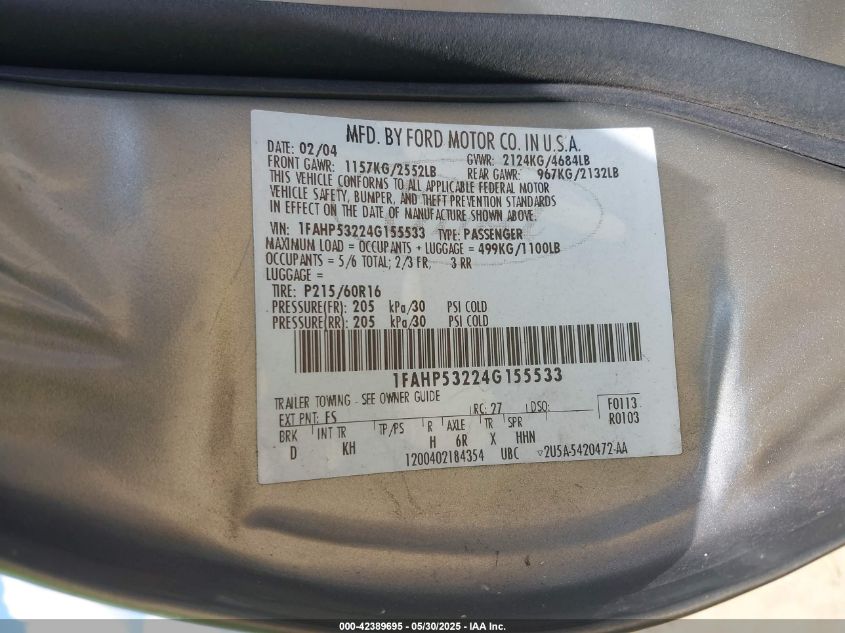 MFD. BY FORD MOTOR CO. IN U.S.A.
DATE: 02/04 GVWR: 2124KG/4684LB
FRONT GAWR: 1157KG/2552LB REAR GAWR: 967KG/2132LB
THIS VEHICLE CONFORMS TO ALL APPLICABLE FEDERAL MOTOR
VEHICLE SAFETY, BUMPER, AND THEFT PREVENTION STANDARDS
IN EFFECT ON THE DATE OF MANUFACTURE SHOWN ABOVE.
VIN: 1FAHP53224G155533 TYPE: PASSENGER
MAXIMUM LOAD = OCCUPANTS + LUGGAGE = 499KG/1100LB
OCCUPANTS = 5/6 TOTAL; 2/3 FR, 3 RR
LUGGAGE =
TIRE: P215/60R16
PRESSURE(FR): 205 kPa/30 PSI COLD
PRESSURE(RR): 205 kPa/30 PSI COLD
1FAHP53224G155533
TRAILER TOWING - SEE OWNER GUIDE
EXT PNT: FS RC: 27 DSO: F0113
BRK INT TR TP/PS R AXLE TR SPR R0103
D KH H 6R X HHN
1200402184354 UBC 2U5A-5420472-AA
000-42389695 - 05/30/2025 - IAA Inc.